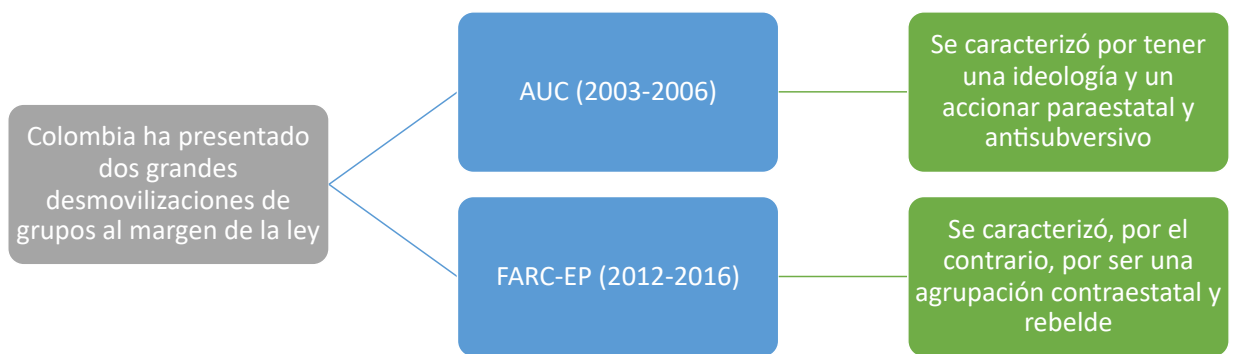 Colombia ha presentado
dos grandes
desmovilizaciones de
grupos al margen de la ley
AUC (2003-2006)
Se caracterizó por tener
una ideología y un
accionar paraestatal y
antisubversivo
FARC-EP (2012-2016)
Se caracterizó, por el
contrario, por ser una
agrupación contraestatal y
rebelde